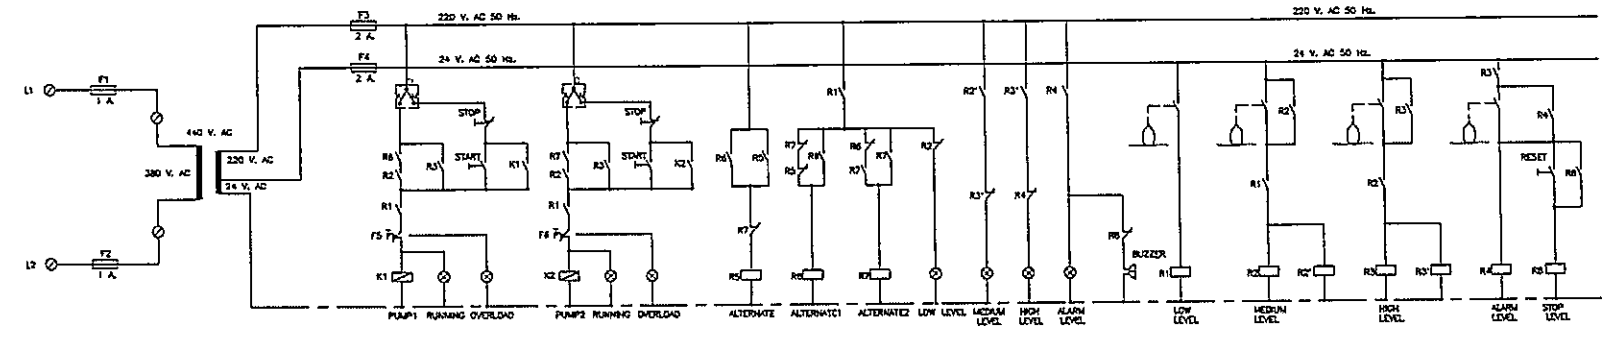 F3
220 V. AC 50 Hz.
220 V. AC 50 Hz.
2 A.
F4
24 V. AC 50 Hz.
24 V. AC 50 Hz.
2 A.
F1
L1
1 A.
440 V. AC
220 V. AC
380 V. AC
24 V. AC
L2
F2
1 A.
STOP
START
R6
R3
K1
R2
R1
F5
K1
STOP
START
R7
R3
K2
R2
R1
F6
K2
R6
R5
R7
R5
R1
R7
R5
R6
R6
R7
R7
R2
R2'
R3'
R3'
R4
R4
BUZZER
R1
R2
R1
R2
R2'
R3
R2
R3
R3'
R3
R4
RESET
R4
PUMP1
RUNNING
OVERLOAD
PUMP2
RUNNING
OVERLOAD
ALTERNATE
ALTERNATE1
ALTERNATE2
LOW LEVEL
MEDIUM LEVEL
HIGH LEVEL
ALARM LEVEL
LOW LEVEL
MEDIUM LEVEL
HIGH LEVEL
ALARM LEVEL
STOP LEVEL